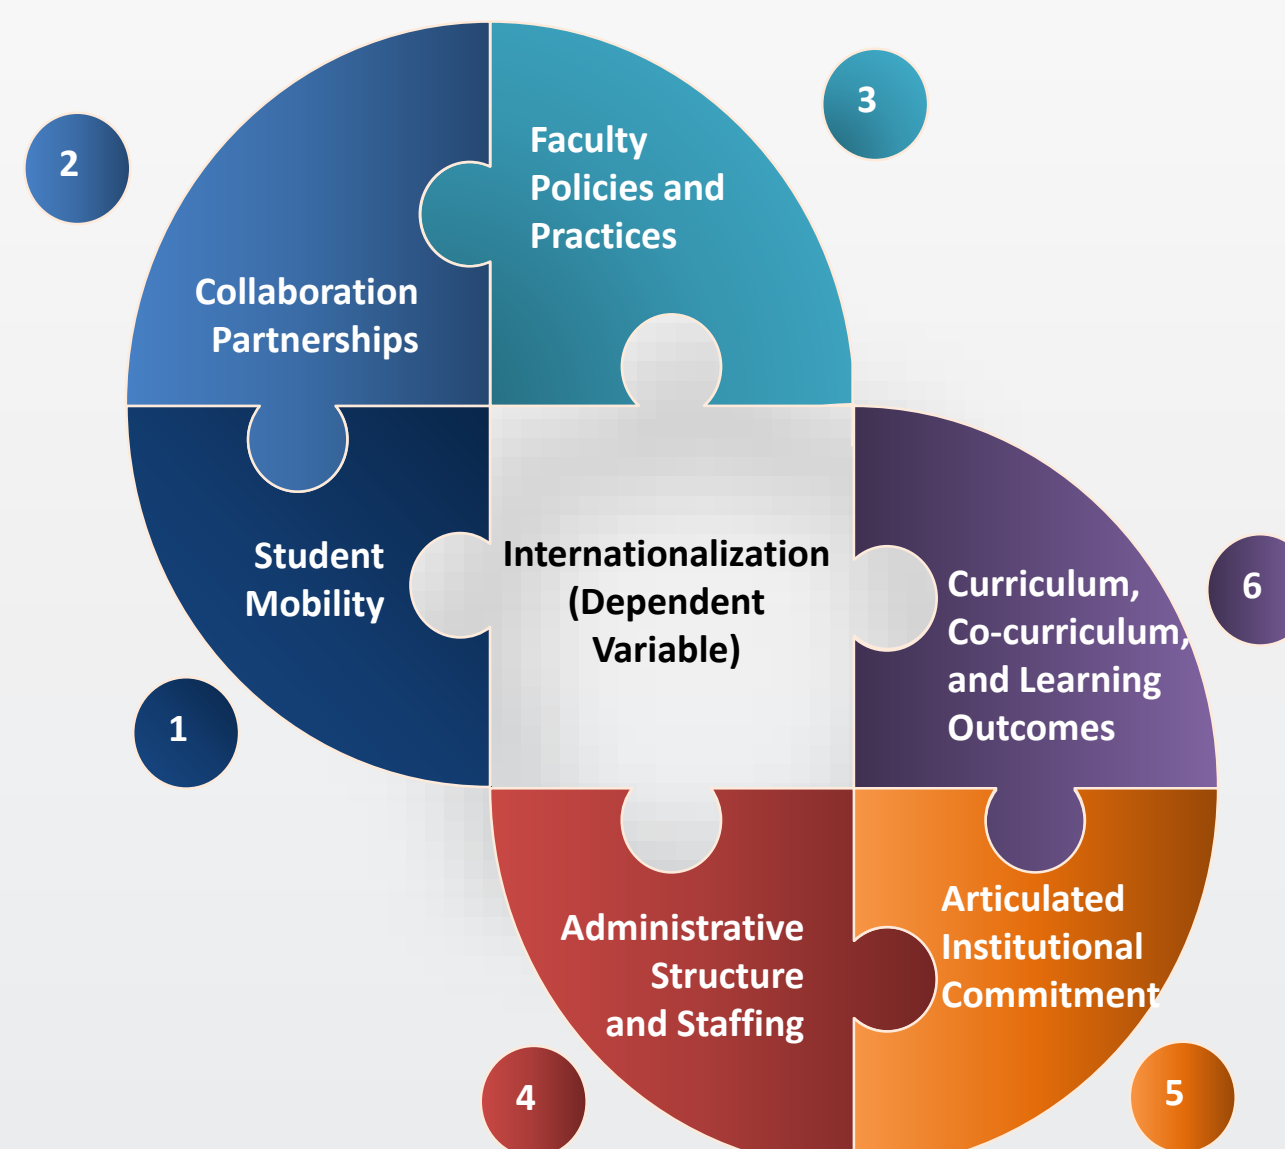 3
2
Faculty
Policies and
Practices
Collaboration
Partnerships
Student
Mobility
Internationalization
(Dependent
Variable)
Curriculum,
Co-curriculum,
and Learning
Outcomes
6
1
Administrative
Structure
and Staffing
Articulated
Institutional
Commitment
4
5